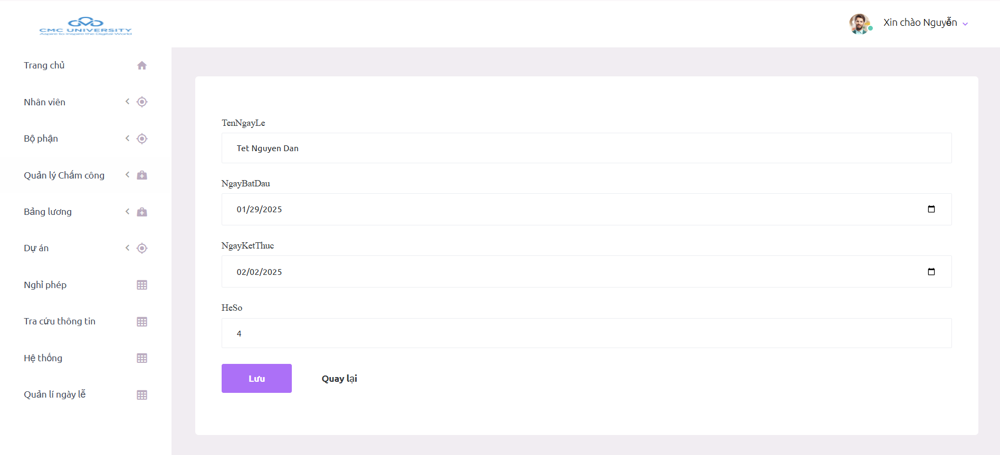 CMC UNIVERSITY
Aspire to Inspire the Digital World
Xin chào Nguyễn
Trang chủ
Nhân viên
Bộ phận
Quản lý Chấm công
Bảng lương
Dự án
Nghỉ phép
Tra cứu thông tin
Hệ thống
Quản lí ngày lễ
TenNgayLe
Tet Nguyen Dan
NgayBatDau
01/29/2025
NgayKetThuc
02/02/2025
HeSo
4
Lưu Quay lại